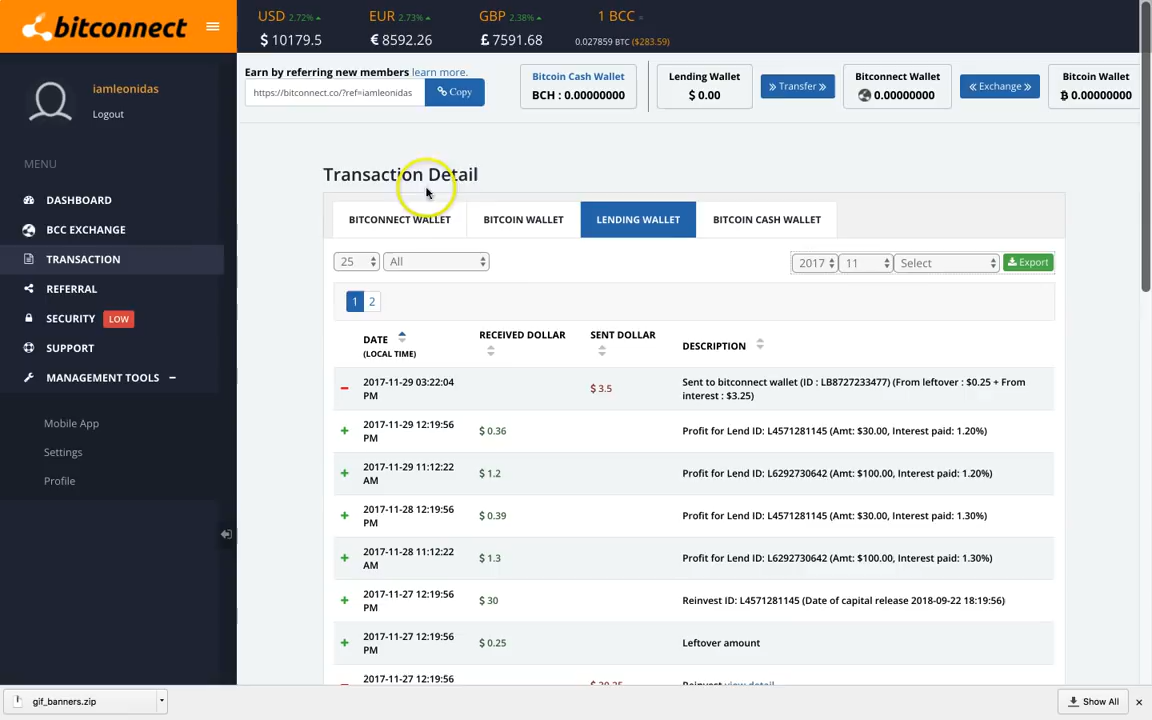 bitconnect
USD 2.72% EUR 2.73% GBP 2.38% 1 BCC =
$ 10179.5 € 8592.26 £ 7591.68 0.027859 BTC ($283.59)
iamleonidas
Logout
MENU
DASHBOARD
BCC EXCHANGE
TRANSACTION
REFERRAL
SECURITY LOW
SUPPORT
MANAGEMENT TOOLS −
Mobile App
Settings
Profile
Earn by referring new members learn more.
https://bitconnect.co/?ref=iamleonidas Copy
Bitcoin Cash Wallet
BCH : 0.00000000
Lending Wallet
$ 0.00
» Transfer »
Bitconnect Wallet
0.00000000
« Exchange »
Bitcoin Wallet
₿ 0.00000000
Transaction Detail
BITCONNECT WALLET BITCOIN WALLET LENDING WALLET BITCOIN CASH WALLET
25 All 2017 11 Select Export
1 2
DATE RECEIVED DOLLAR SENT DOLLAR DESCRIPTION
(LOCAL TIME)
− 2017-11-29 03:22:04 $ 3.5 Sent to bitconnect wallet (ID : LB8727233477) (From leftover : $0.25 + From
PM interest : $3.25)
+ 2017-11-29 12:19:56 $ 0.36 Profit for Lend ID: L4571281145 (Amt: $30.00, Interest paid: 1.20%)
PM
+ 2017-11-29 11:12:22 $ 1.2 Profit for Lend ID: L6292730642 (Amt: $100.00, Interest paid: 1.20%)
AM
+ 2017-11-28 12:19:56 $ 0.39 Profit for Lend ID: L4571281145 (Amt: $30.00, Interest paid: 1.30%)
PM
+ 2017-11-28 11:12:22 $ 1.3 Profit for Lend ID: L6292730642 (Amt: $100.00, Interest paid: 1.30%)
AM
+ 2017-11-27 12:19:56 $ 30 Reinvest ID: L4571281145 (Date of capital release 2018-09-22 18:19:56)
PM
+ 2017-11-27 12:19:56 $ 0.25 Leftover amount
PM
2017-11-27 12:19:56 $ 30.25 Reinvest view detail
gif_banners.zip Show All